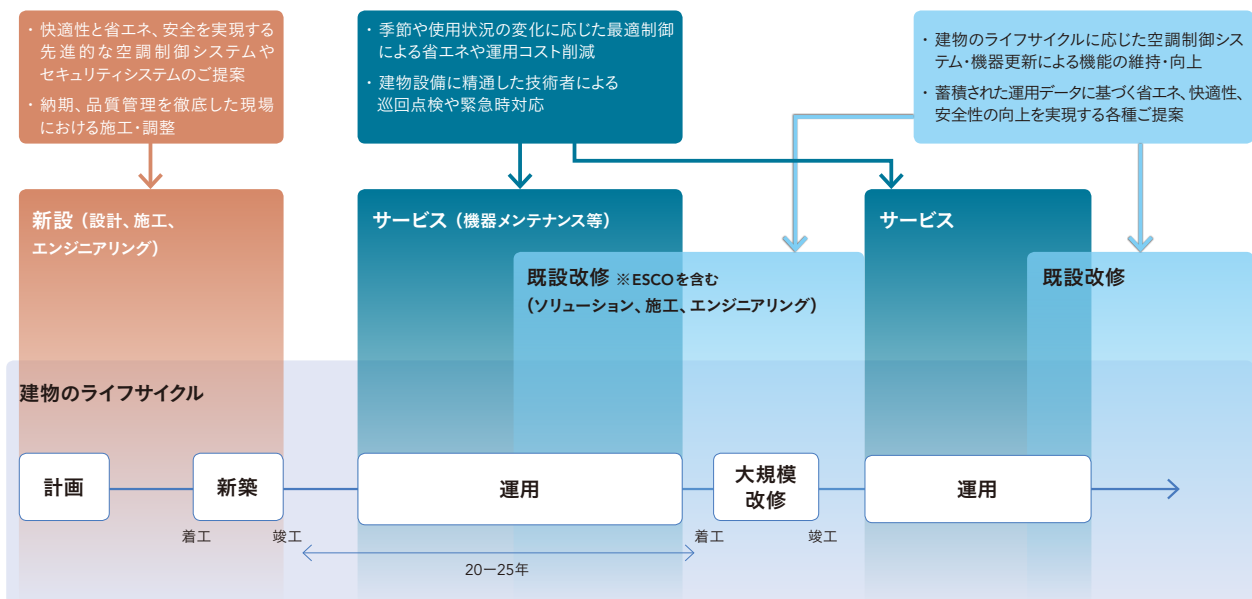 ・ 快適性と省エネ、安全を実現する
先進的な空調制御システムや
セキュリティシステムのご提案
・ 納期、品質管理を徹底した現場
における施工・調整
・ 季節や使用状況の変化に応じた最適制御
による省エネや運用コスト削減
・ 建物設備に精通した技術者による
巡回点検や緊急時対応
・ 建物のライフサイクルに応じた空調制御シス
テム・機器更新による機能の維持・向上
・ 蓄積された運用データに基づく省エネ、快適性、
安全性の向上を実現する各種ご提案
新設（設計、施工、
エンジニアリング）
サービス（機器メンテナンス等）
サービス
既設改修 ※ESCOを含む
（ソリューション、施工、エンジニアリング）
既設改修
建物のライフサイクル
計画
新築
運用
大規模
改修
運用
着工
竣工
着工
竣工
20－25年